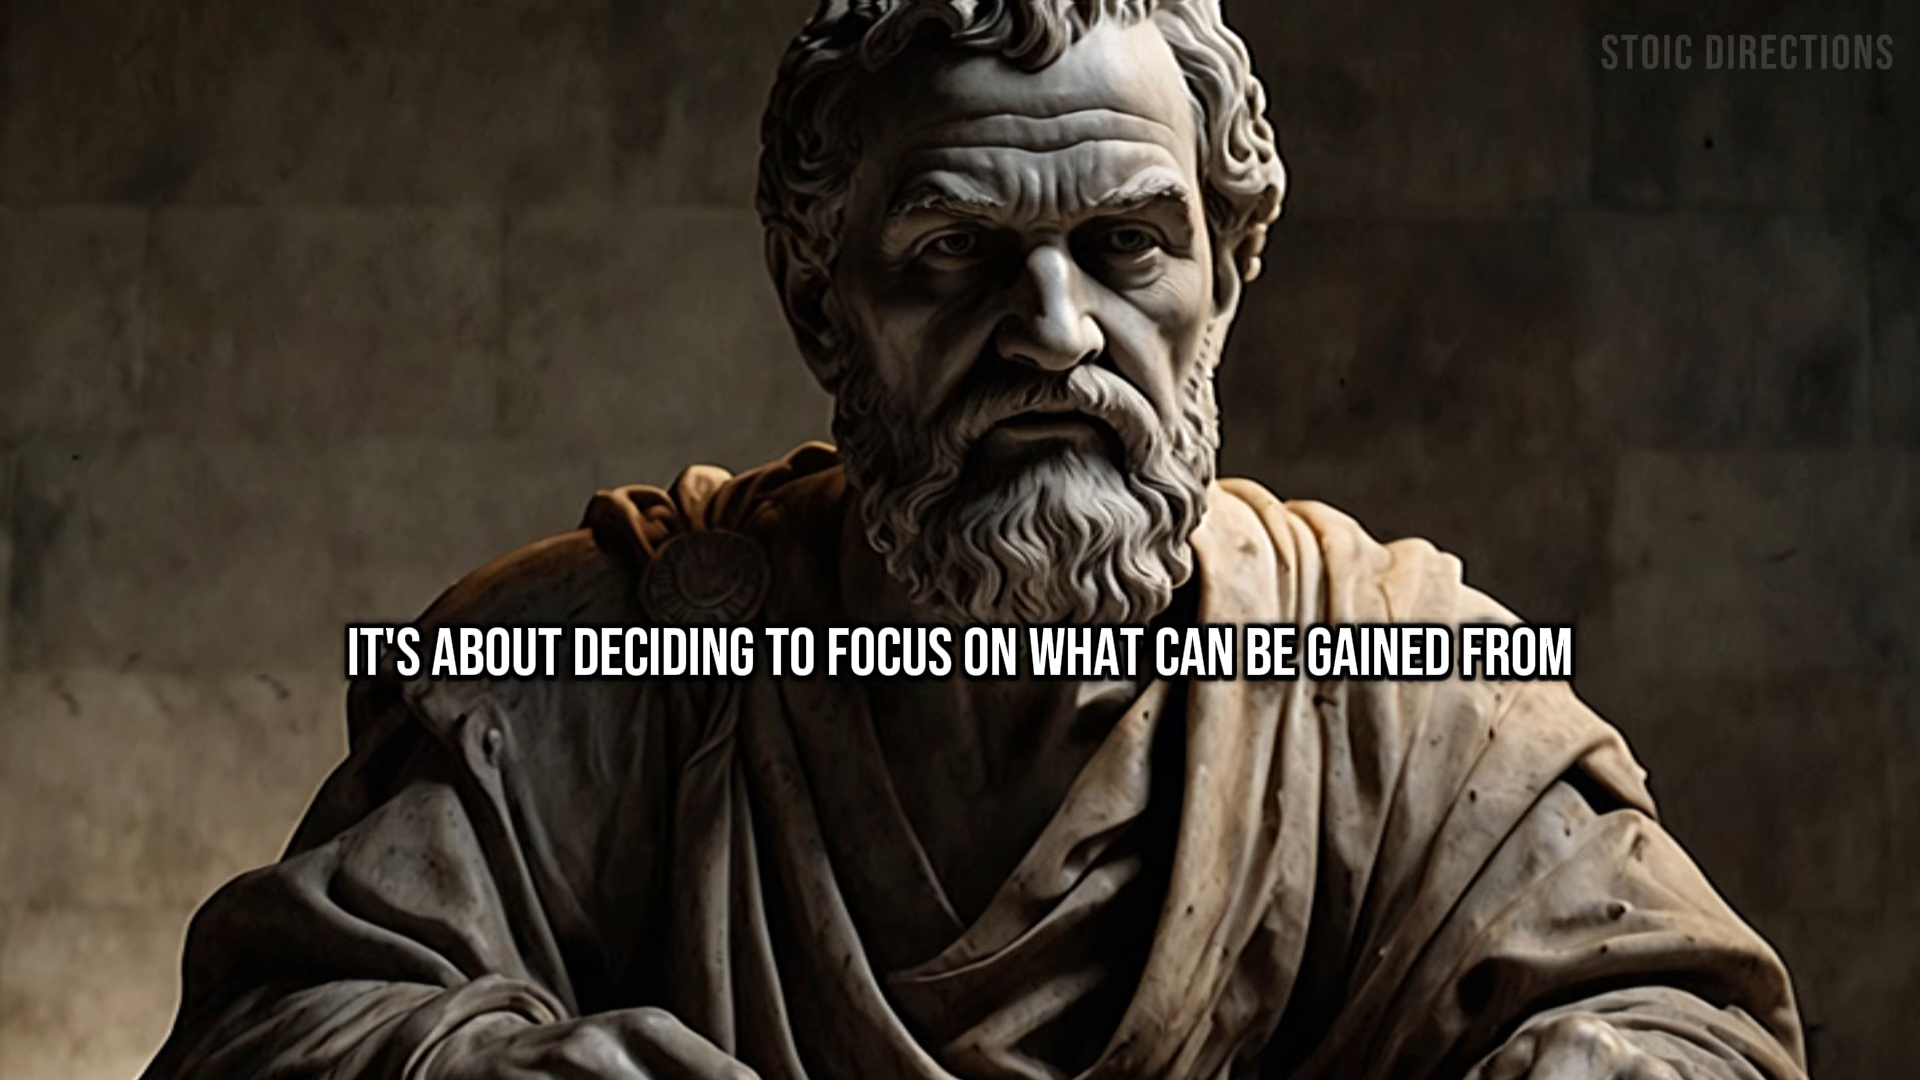 STOIC DIRECTIONS
IT'S ABOUT DECIDING TO FOCUS ON WHAT CAN BE GAINED FROM